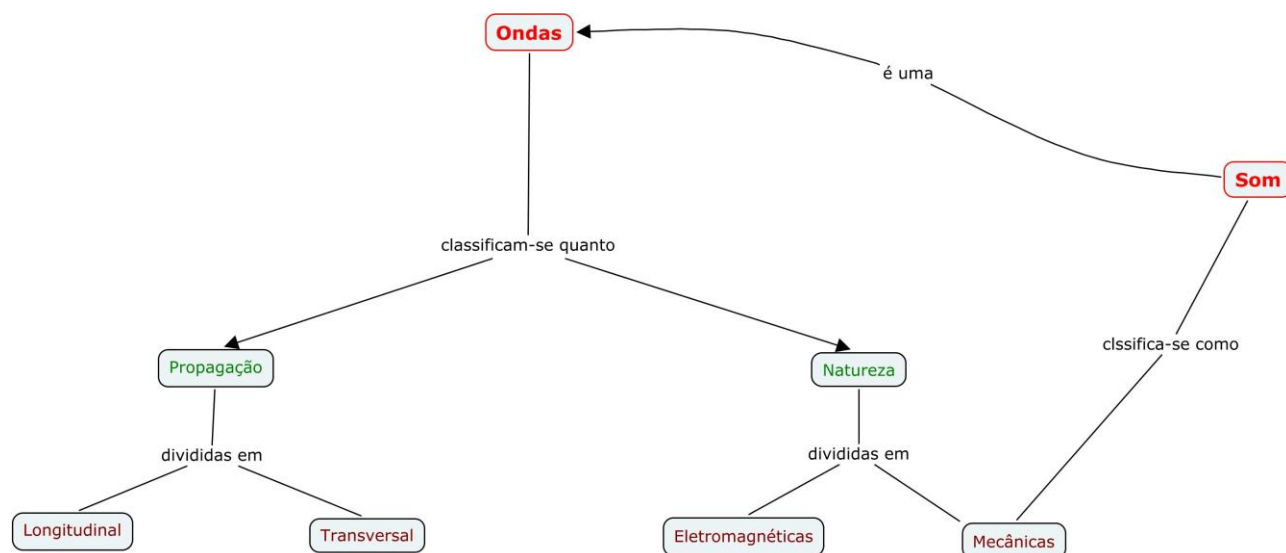 Ondas
é uma
Som
classificam-se quanto
clssifica-se como
Propagação
Natureza
divididas em
divididas em
Longitudinal
Transversal
Eletromagnéticas
Mecânicas